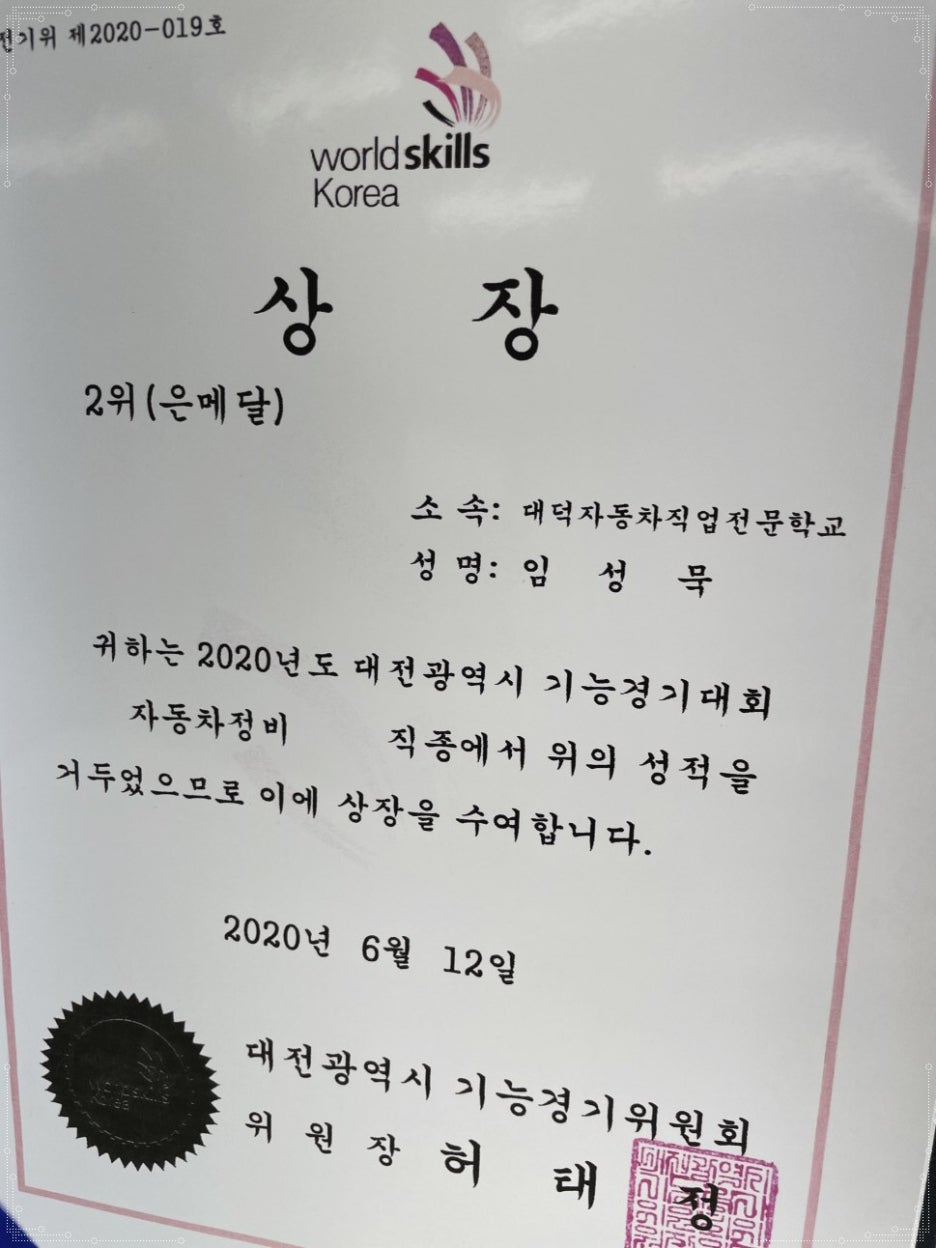 전기위 제2020-019호
worldskills
Korea
상 장
2위(은메달)
소 속: 대덕자동차직업전문학교
성 명: 임 성 묵
귀하는 2020년도 대전광역시 기능경기대회
자동차정비 직종에서 위의 성적을
거두었으므로 이에 상장을 수여합니다.
2020년 6월 12일
대전광역시 기능경기위원회
위 원 장 허 태 정
worldskills
Korea